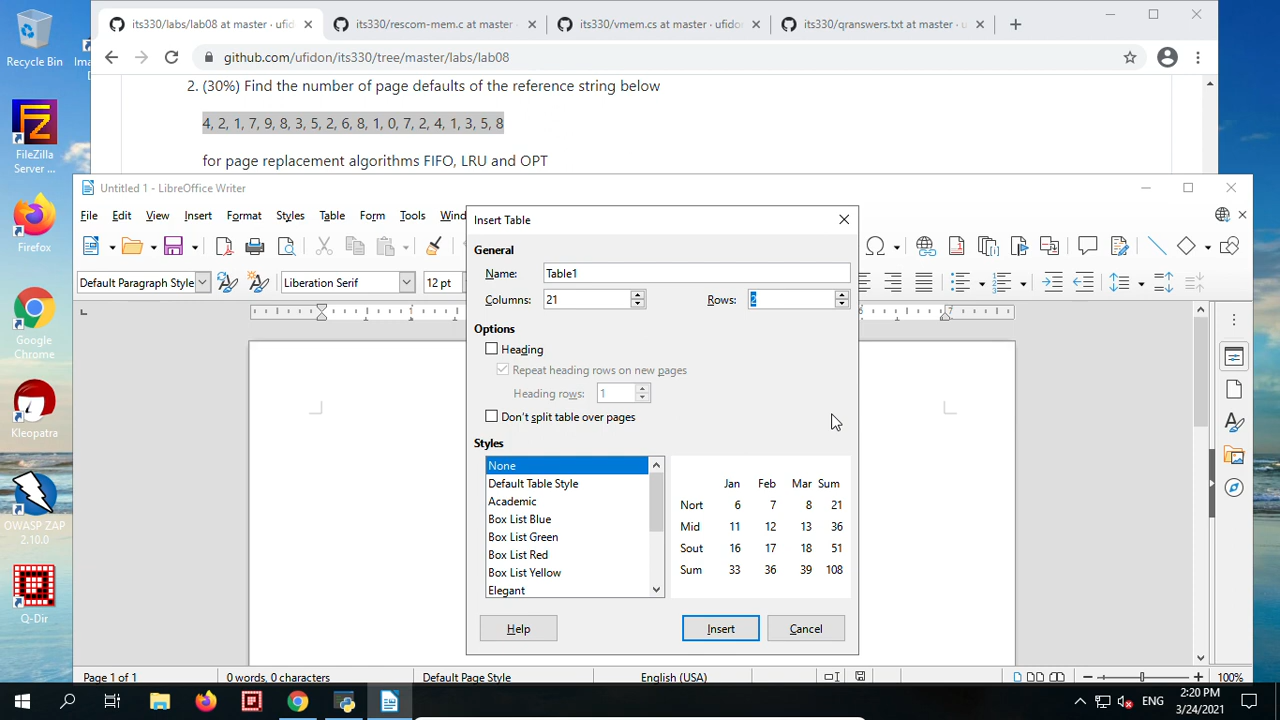 Recycle Bin
FileZilla
Server ...
Firefox
Google
Chrome
Kleopatra
OWASP ZAP
2.10.0
Q-Dir
its330/labs/lab08 at master · ufid
its330/rescom-mem.c at master
its330/vmem.cs at master · ufidor
its330/qranswers.txt at master · u
github.com/ufidon/its330/tree/master/labs/lab08
2. (30%) Find the number of page defaults of the reference string below
4, 2, 1, 7, 9, 8, 3, 5, 2, 6, 8, 1, 0, 7, 2, 4, 1, 3, 5, 8
for page replacement algorithms FIFO, LRU and OPT
Untitled 1 - LibreOffice Writer
File Edit View Insert Format Styles Table Form Tools Wind
Default Paragraph Style
Liberation Serif
12 pt
7
Insert Table
General
Name: Table1
Columns: 21 Rows: 2
Options
Heading
Repeat heading rows on new pages
Heading rows: 1
Don't split table over pages
Styles
None
Default Table Style
Academic
Box List Blue
Box List Green
Box List Red
Box List Yellow
Elegant
Jan Feb Mar Sum
Nort 6 7 8 21
Mid 11 12 13 36
Sout 16 17 18 51
Sum 33 36 39 108
Help
Insert
Cancel
Page 1 of 1
0 words, 0 characters
Default Page Style
English (USA)
100%
ENG
2:20 PM
3/24/2021